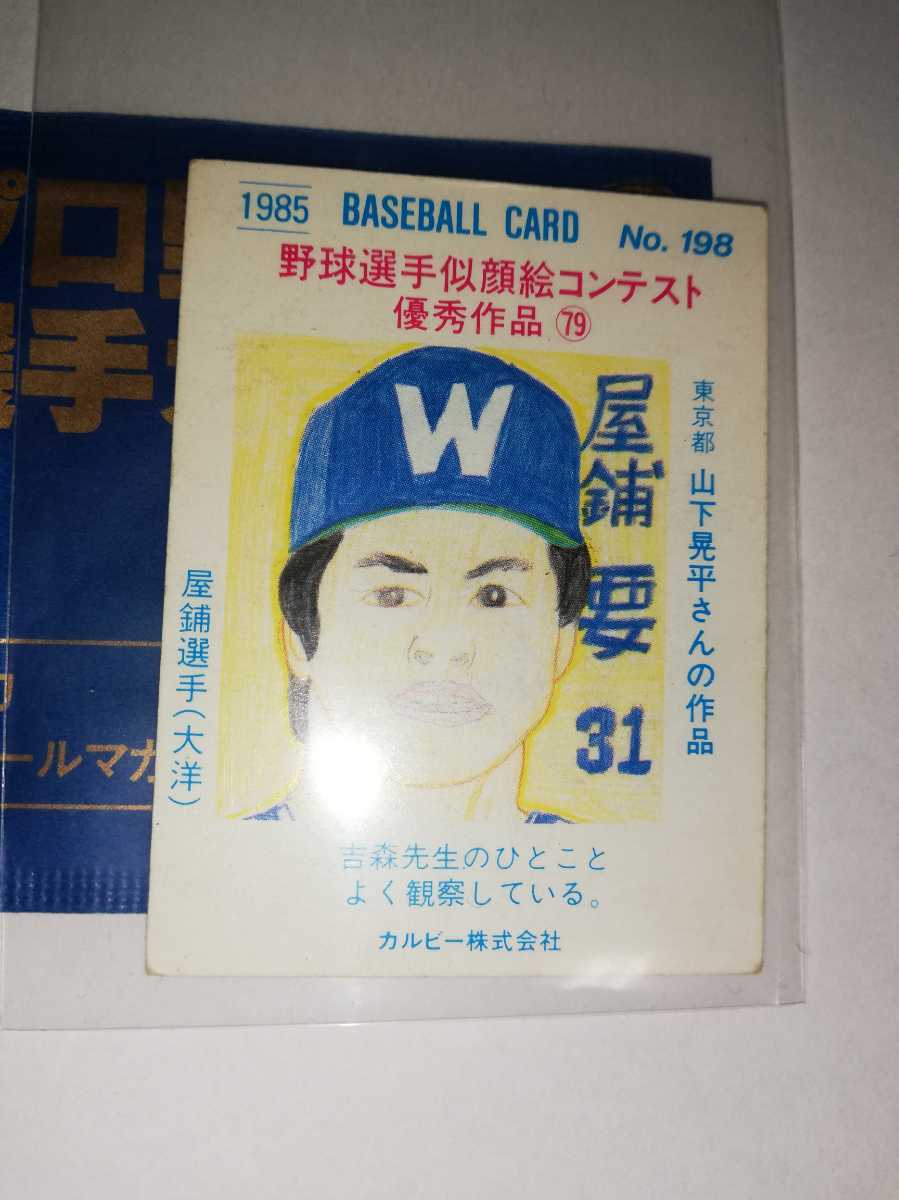 1985 BASEBALL CARD No. 198
野球選手似顔絵コンテスト
優秀作品 79
W
屋鋪 要 31
東京都 山下晃平さんの作品
屋鋪選手(大洋)
吉森先生のひとこと
よく観察している。
カルビー株式会社
プロ
手
ールマガ